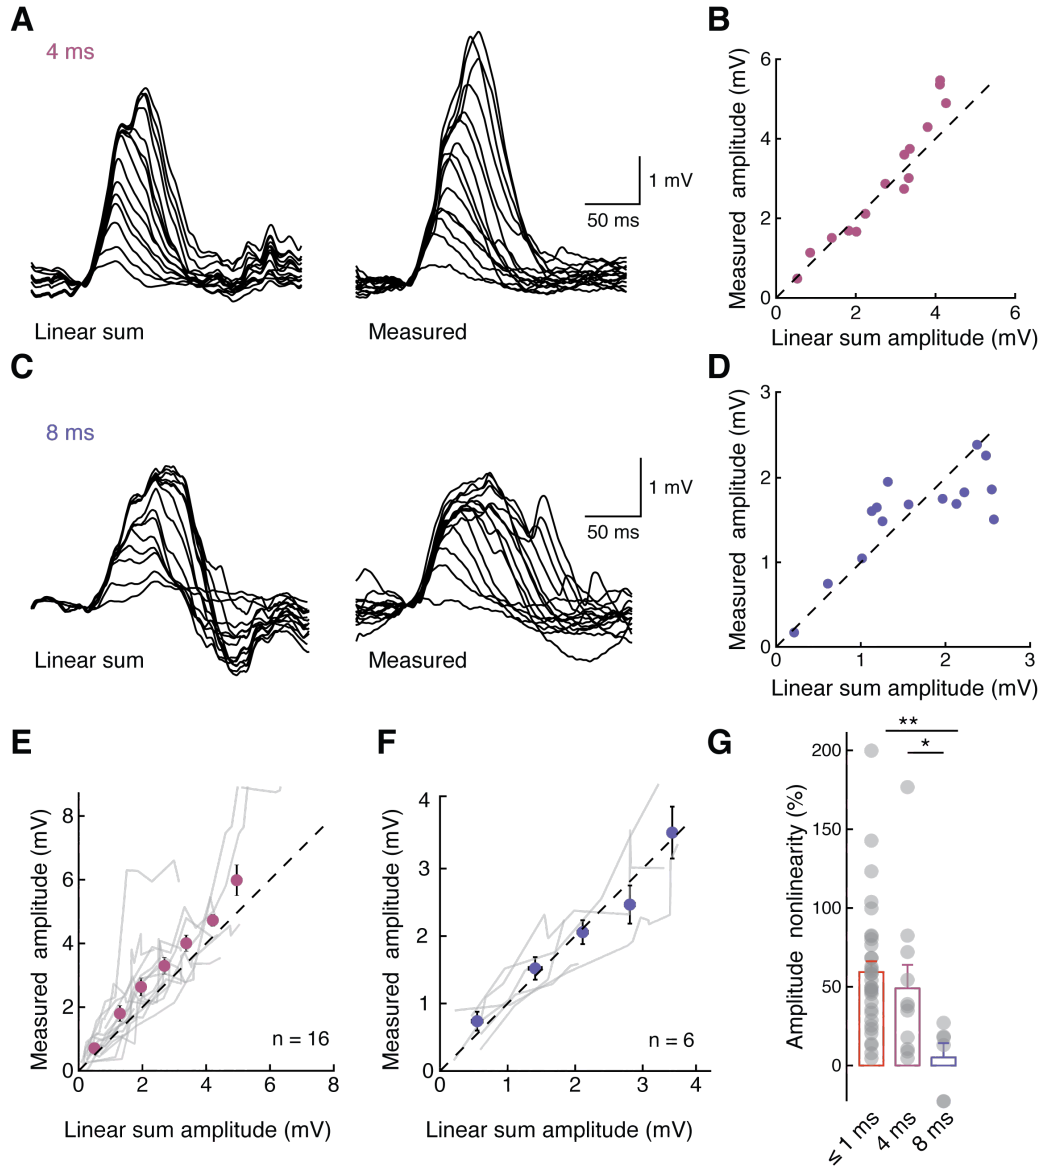 A
4 ms
1 mV
50 ms
Linear sum
Measured
B
Measured amplitude (mV)
6
4
2
0
0 2 4 6
Linear sum amplitude (mV)
C
8 ms
1 mV
50 ms
Linear sum
Measured
D
Measured amplitude (mV)
3
2
1
0
0 1 2 3
Linear sum amplitude (mV)
E
Measured amplitude (mV)
8
6
4
2
0
n = 16
0 2 4 6 8
Linear sum amplitude (mV)
F
Measured amplitude (mV)
4
3
2
1
0
n = 6
0 1 2 3 4
Linear sum amplitude (mV)
G
**
*
Amplitude nonlinearity (%)
200
150
100
50
0
≤ 1 ms
4 ms
8 ms